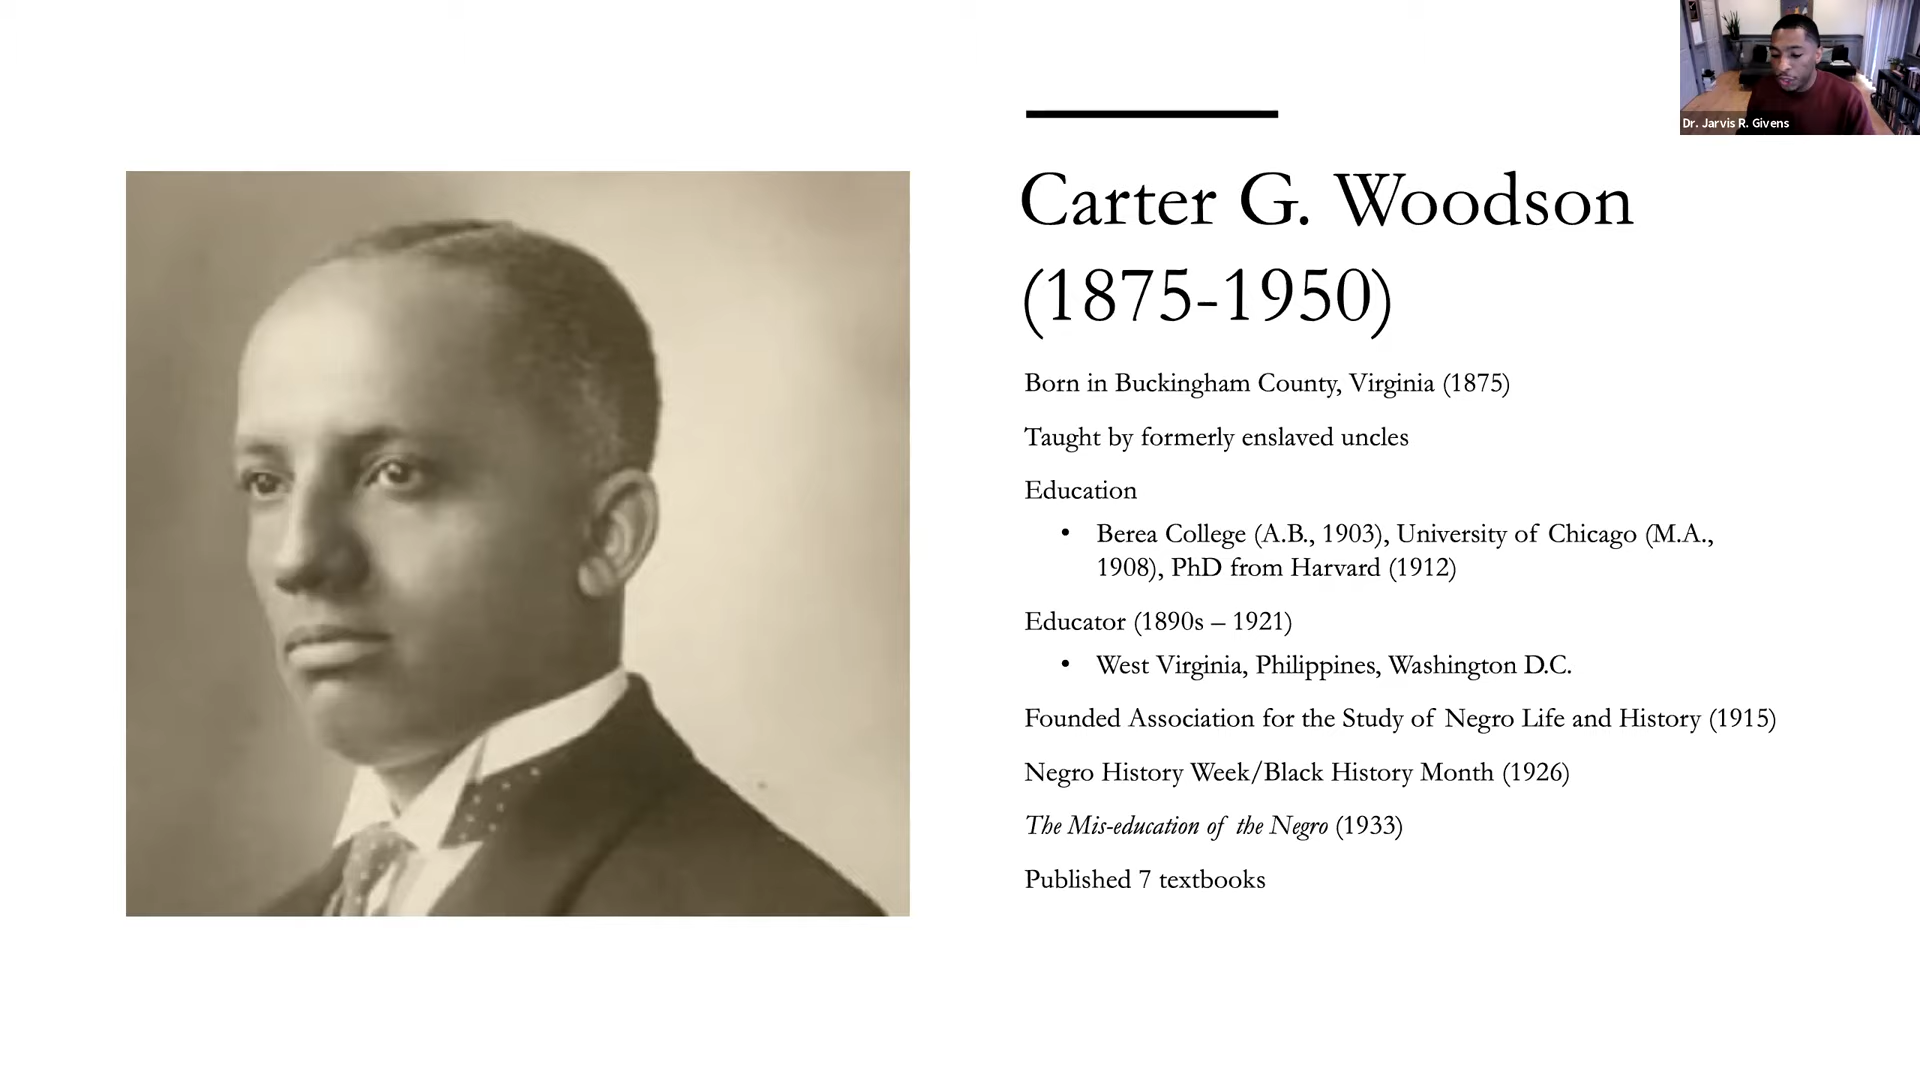 Dr. Jarvis R. Givens
Carter G. Woodson
(1875-1950)
Born in Buckingham County, Virginia (1875)
Taught by formerly enslaved uncles
Education
• Berea College (A.B., 1903), University of Chicago (M.A.,
1908), PhD from Harvard (1912)
Educator (1890s – 1921)
• West Virginia, Philippines, Washington D.C.
Founded Association for the Study of Negro Life and History (1915)
Negro History Week/Black History Month (1926)
The Mis-education of the Negro (1933)
Published 7 textbooks